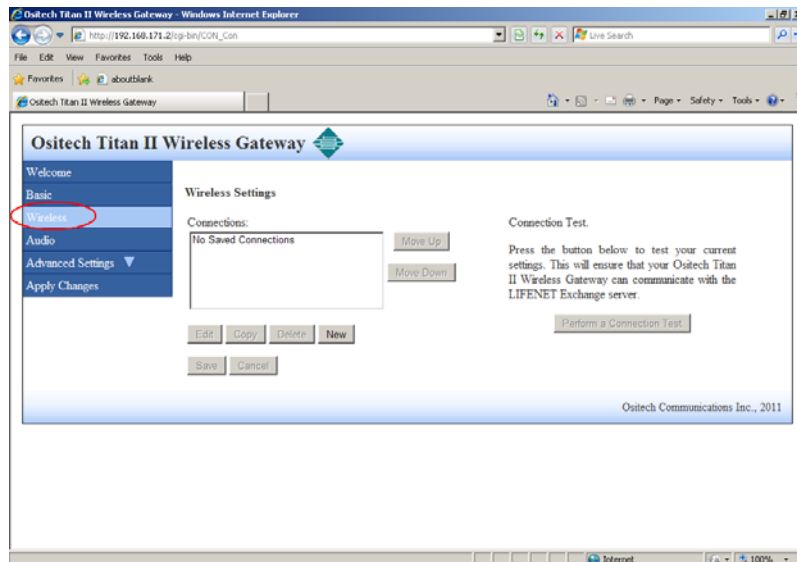 Ositech Titan II Wireless Gateway - Windows Internet Explorer
http://192.168.171.2/cgi-bin/CON_Con
Live Search
File Edit View Favorites Tools Help
Favorites aboutblank
Ositech Titan II Wireless Gateway
Page Safety Tools
Ositech Titan II Wireless Gateway
Welcome
Basic
Wireless
Audio
Advanced Settings
Apply Changes
Wireless Settings
Connections:
No Saved Connections
Move Up
Move Down
Edit Copy Delete New
Save Cancel
Connection Test.
Press the button below to test your current
settings. This will ensure that your Ositech Titan
II Wireless Gateway can communicate with the
LIFENET Exchange server.
Perform a Connection Test
Ositech Communications Inc., 2011
Internet
100%